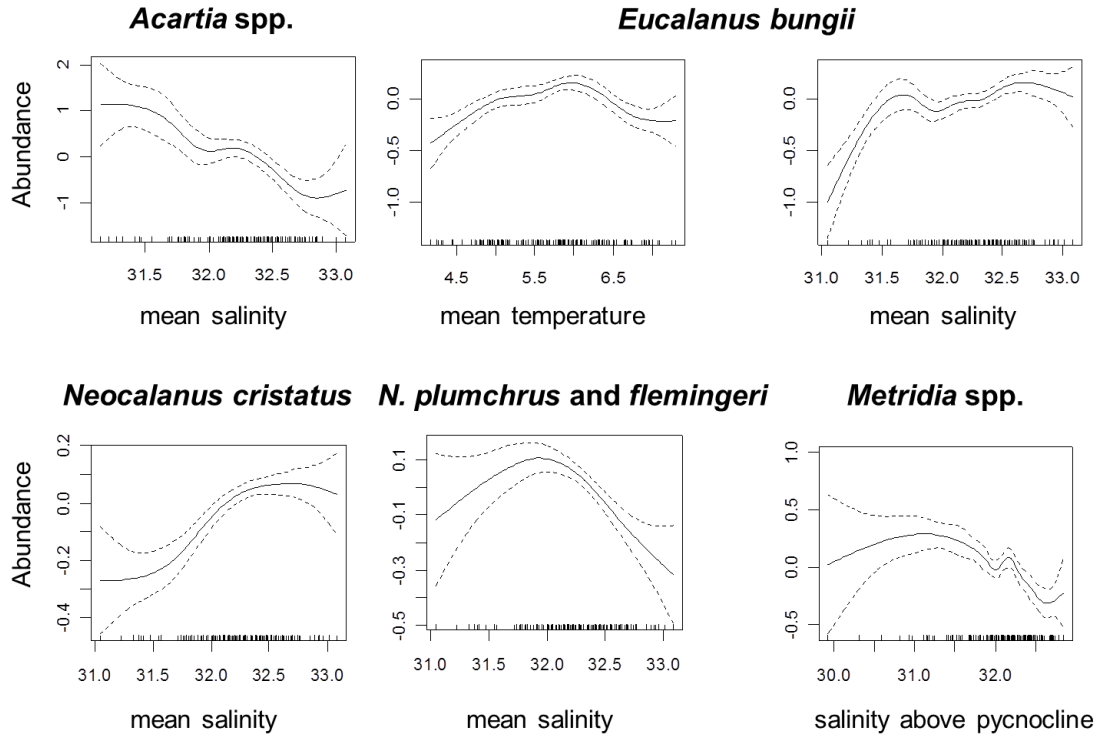 Acartia spp.
Eucalanus bungii
Abundance
2
1
0
-1
31.5 32.0 32.5 33.0
mean salinity
0.0
-0.5
-1.0
4.5 5.5 6.5
mean temperature
0.0
-0.5
-1.0
31.0 31.5 32.0 32.5 33.0
mean salinity
Neocalanus cristatus
N. plumchrus and flemingeri
Metridia spp.
Abundance
0.2
0.0
-0.2
-0.4
31.0 31.5 32.0 32.5 33.0
mean salinity
0.1
-0.1
-0.3
-0.5
31.0 31.5 32.0 32.5 33.0
mean salinity
1.0
0.5
0.0
-0.5
30.0 31.0 32.0
salinity above pycnocline